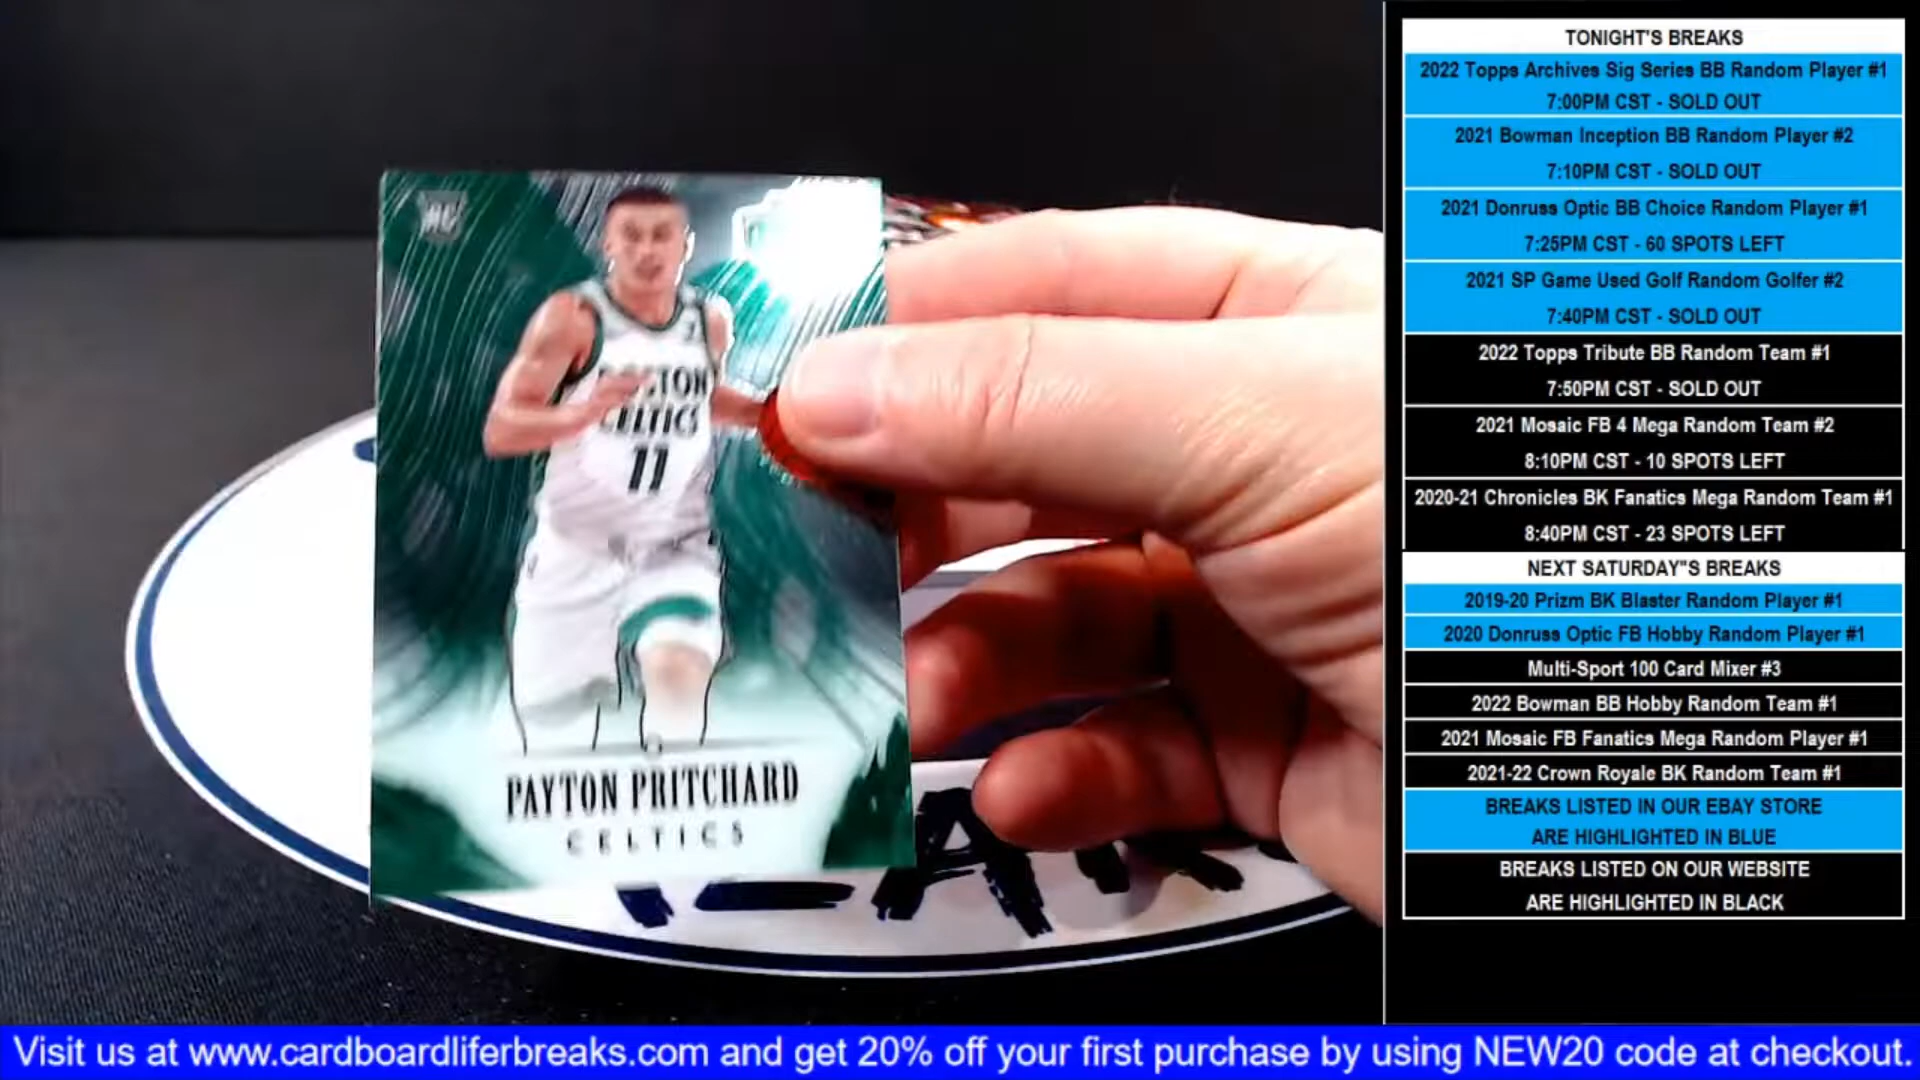 RC
BOSTON
CELTICS
11
PAYTON PRITCHARD
CELTICS
TONIGHT'S BREAKS
2022 Topps Archives Sig Series BB Random Player #1
7:00PM CST - SOLD OUT
2021 Bowman Inception BB Random Player #2
7:10PM CST - SOLD OUT
2021 Donruss Optic BB Choice Random Player #1
7:25PM CST - 60 SPOTS LEFT
2021 SP Game Used Golf Random Golfer #2
7:40PM CST - SOLD OUT
2022 Topps Tribute BB Random Team #1
7:50PM CST - SOLD OUT
2021 Mosaic FB 4 Mega Random Team #2
8:10PM CST - 10 SPOTS LEFT
2020-21 Chronicles BK Fanatics Mega Random Team #1
8:40PM CST - 23 SPOTS LEFT
NEXT SATURDAY"S BREAKS
2019-20 Prizm BK Blaster Random Player #1
2020 Donruss Optic FB Hobby Random Player #1
Multi-Sport 100 Card Mixer #3
2022 Bowman BB Hobby Random Team #1
2021 Mosaic FB Fanatics Mega Random Player #1
2021-22 Crown Royale BK Random Team #1
BREAKS LISTED IN OUR EBAY STORE
ARE HIGHLIGHTED IN BLUE
BREAKS LISTED ON OUR WEBSITE
ARE HIGHLIGHTED IN BLACK
Visit us at www.cardboardliferbreaks.com and get 20% off your first purchase by using NEW20 code at checkout.